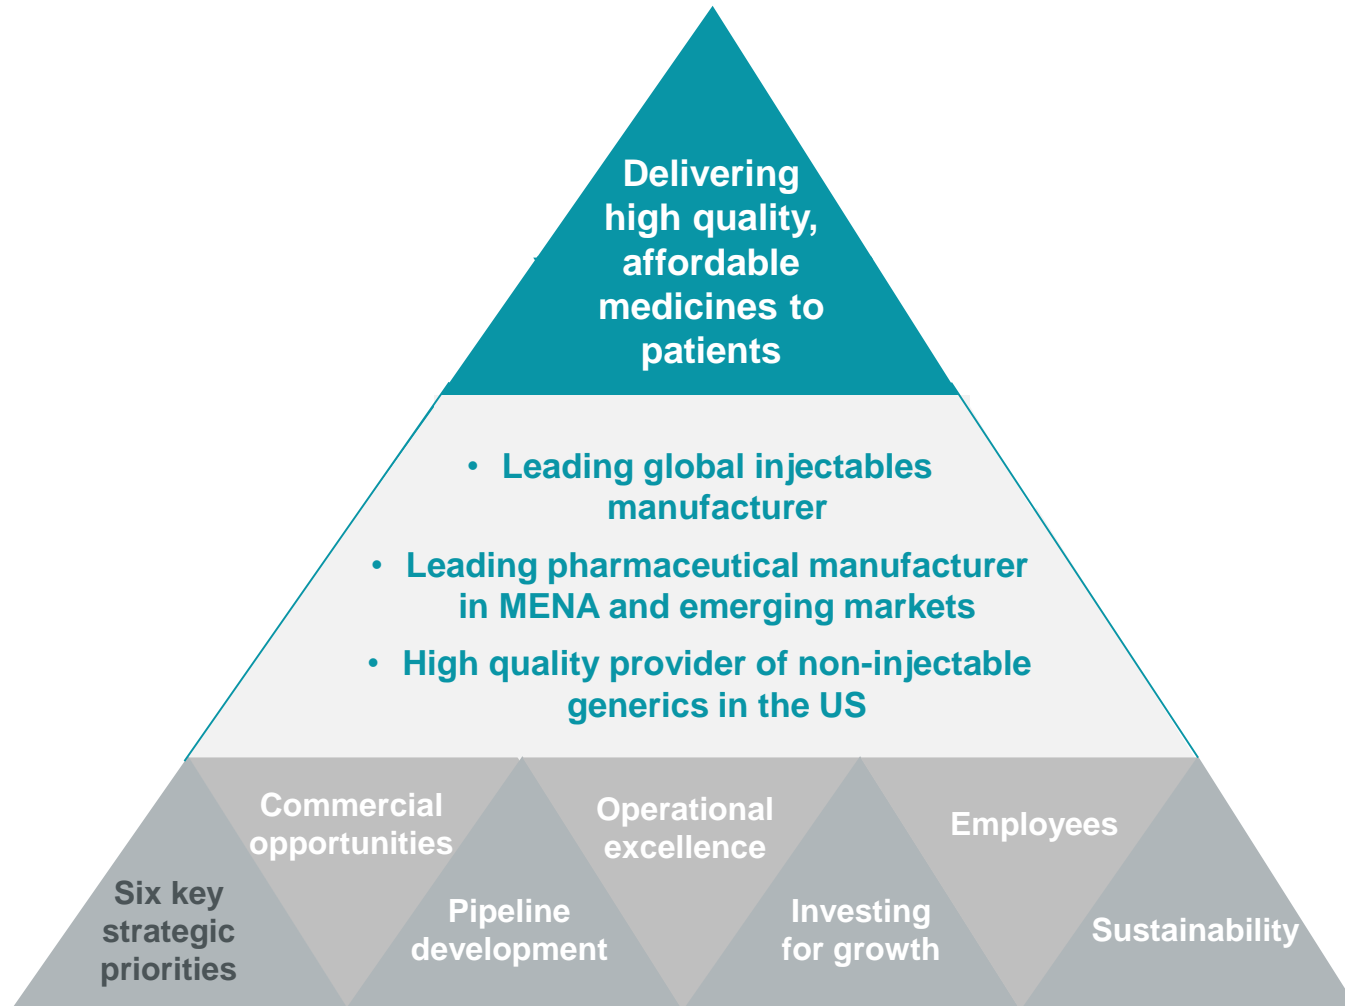 Delivering
high quality,
affordable
medicines to
patients
• Leading global injectables
manufacturer
• Leading pharmaceutical manufacturer
in MENA and emerging markets
• High quality provider of non-injectable
generics in the US
Six key
strategic
priorities
Commercial
opportunities
Pipeline
development
Operational
excellence
Investing
for growth
Employees
Sustainability